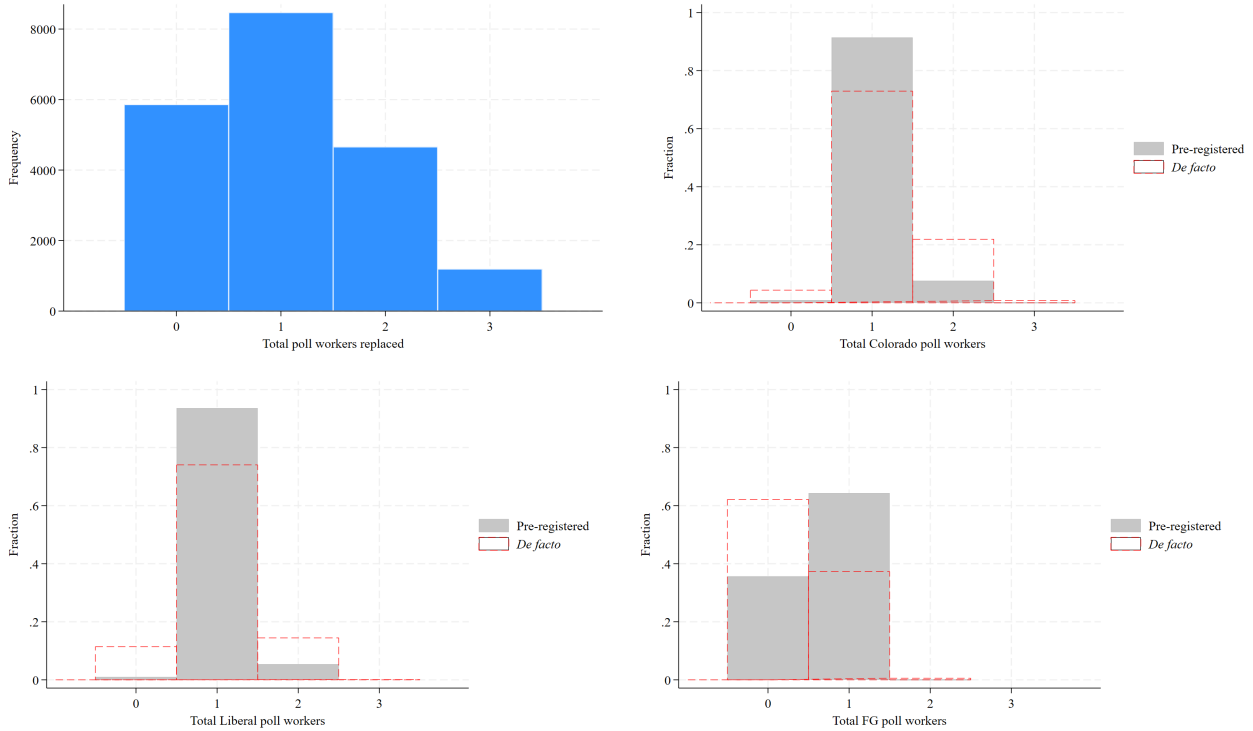 8000
6000
4000
2000
0
Frequency
0 1 2 3
Total poll workers replaced
1
.8
.6
.4
.2
0
Fraction
0 1 2 3
Total Colorado poll workers
Pre-registered
De facto
1
.8
.6
.4
.2
0
Fraction
0 1 2 3
Total Liberal poll workers
Pre-registered
De facto
1
.8
.6
.4
.2
0
Fraction
0 1 2 3
Total FG poll workers
Pre-registered
De facto